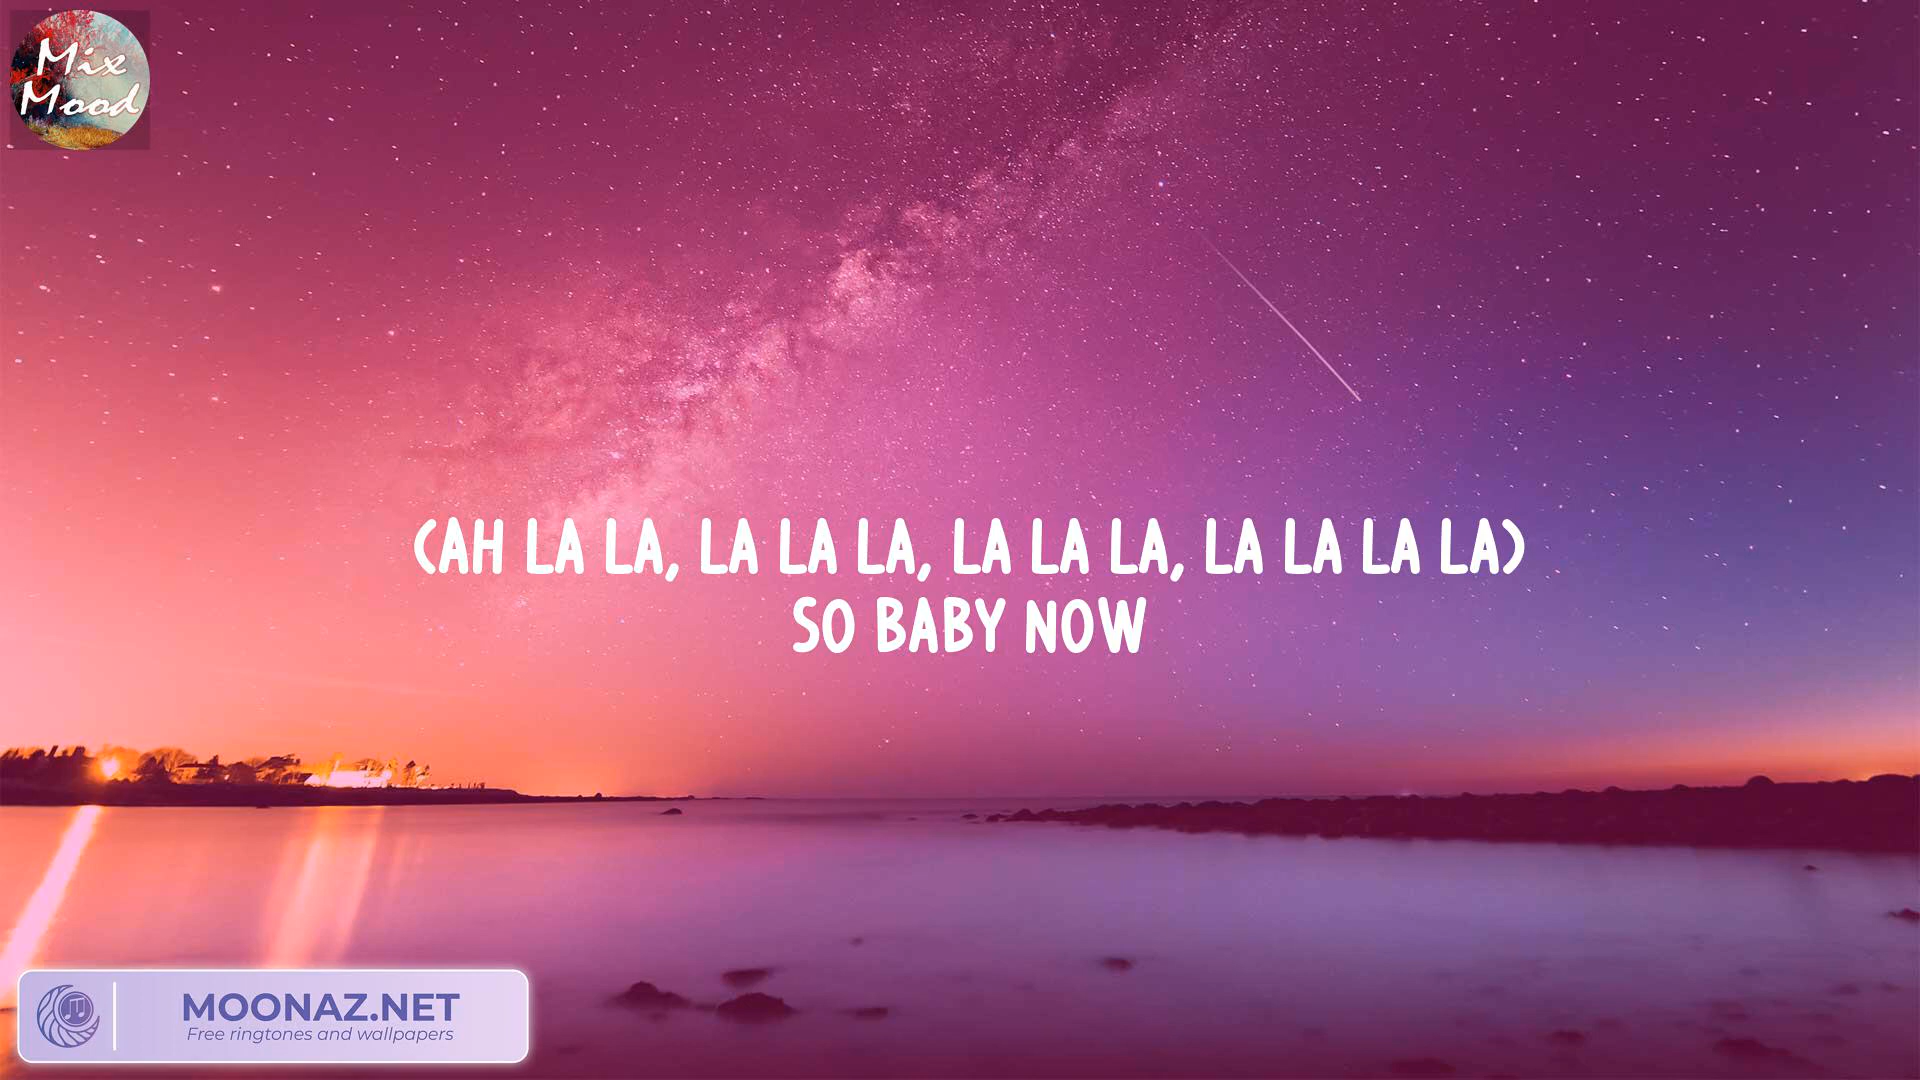 Mix
Mood
(AH LA LA, LA LA LA, LA LA LA, LA LA LA LA)
SO BABY NOW
MOONAZ.NET
Free ringtones and wallpapers